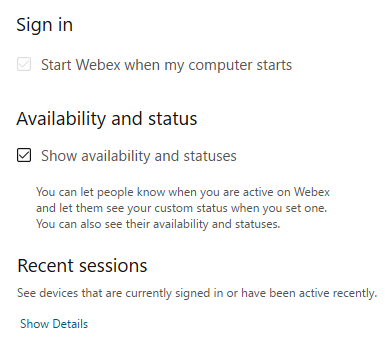 Sign in
Start Webex when my computer starts
Availability and status
Show availability and statuses
You can let people know when you are active on Webex
and let them see your custom status when you set one.
You can also see their availability and statuses.
Recent sessions
See devices that are currently signed in or have been active recently.
Show Details